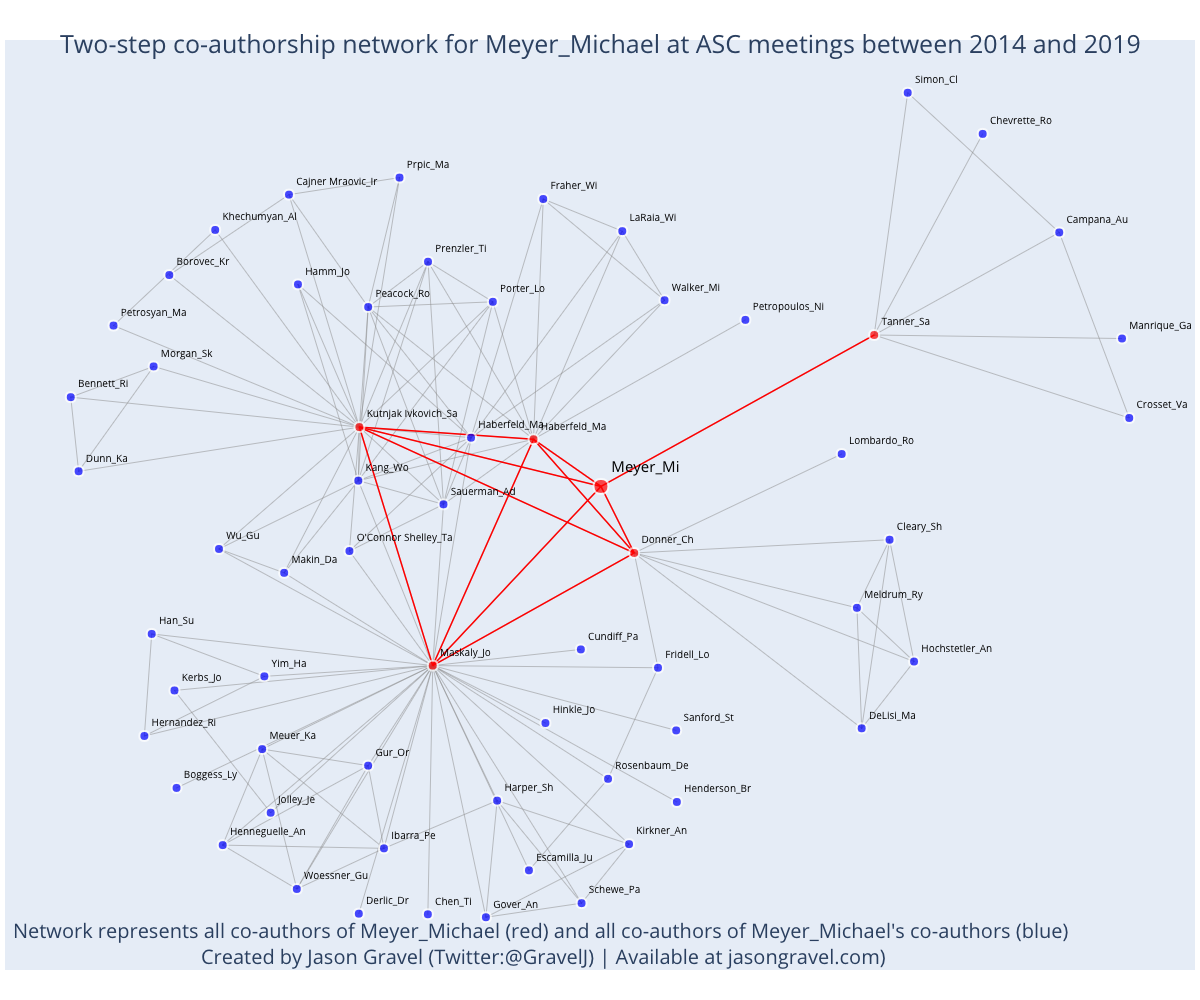 Two-step co-authorship network for Meyer_Michael at ASC meetings between 2014 and 2019
Simon_Cl
Chevrette_Ro
Prpic_Ma
Cajner Mraovic_Ir
Fraher_Wi
Khechumyan_Al
LaRaia_Wi
Campana_Au
Prenzler_Ti
Borovec_Kr
Hamm_Jo
Peacock_Ro
Porter_Lo
Walker_Mi
Petropoulos_Ni
Petrosyan_Ma
Tanner_Sa
Manrique_Ga
Morgan_Sk
Bennett_Ri
Crosset_Va
Kutnjak Ivkovich_Sa
Haberfeld_Ma
Haberfeld_Ma
Lombardo_Ro
Dunn_Ka
Kang_Wo
Meyer_Mi
Sauerman_Ad
Cleary_Sh
Wu_Gu
O'Connor Shelley_Ta
Donner_Ch
Makin_Da
Meldrum_Ry
Han_Su
Cundiff_Pa
Maskaly_Jo
Fridell_Lo
Hochstetler_An
Yim_Ha
Kerbs_Jo
Hinkle_Jo
Sanford_St
DeLisi_Ma
Hernandez_Ri
Meuer_Ka
Gur_Or
Rosenbaum_De
Boggess_Ly
Harper_Sh
Henderson_Br
Jolley_Je
Henneguelle_An
Ibarra_Pe
Kirkner_An
Escamilla_Ju
Woessner_Gu
Schewe_Pa
Derlic_Dr
Chen_Ti
Gover_An
Network represents all co-authors of Meyer_Michael (red) and all co-authors of Meyer_Michael's co-authors (blue)
Created by Jason Gravel (Twitter:@GravelJ) | Available at jasongravel.com)